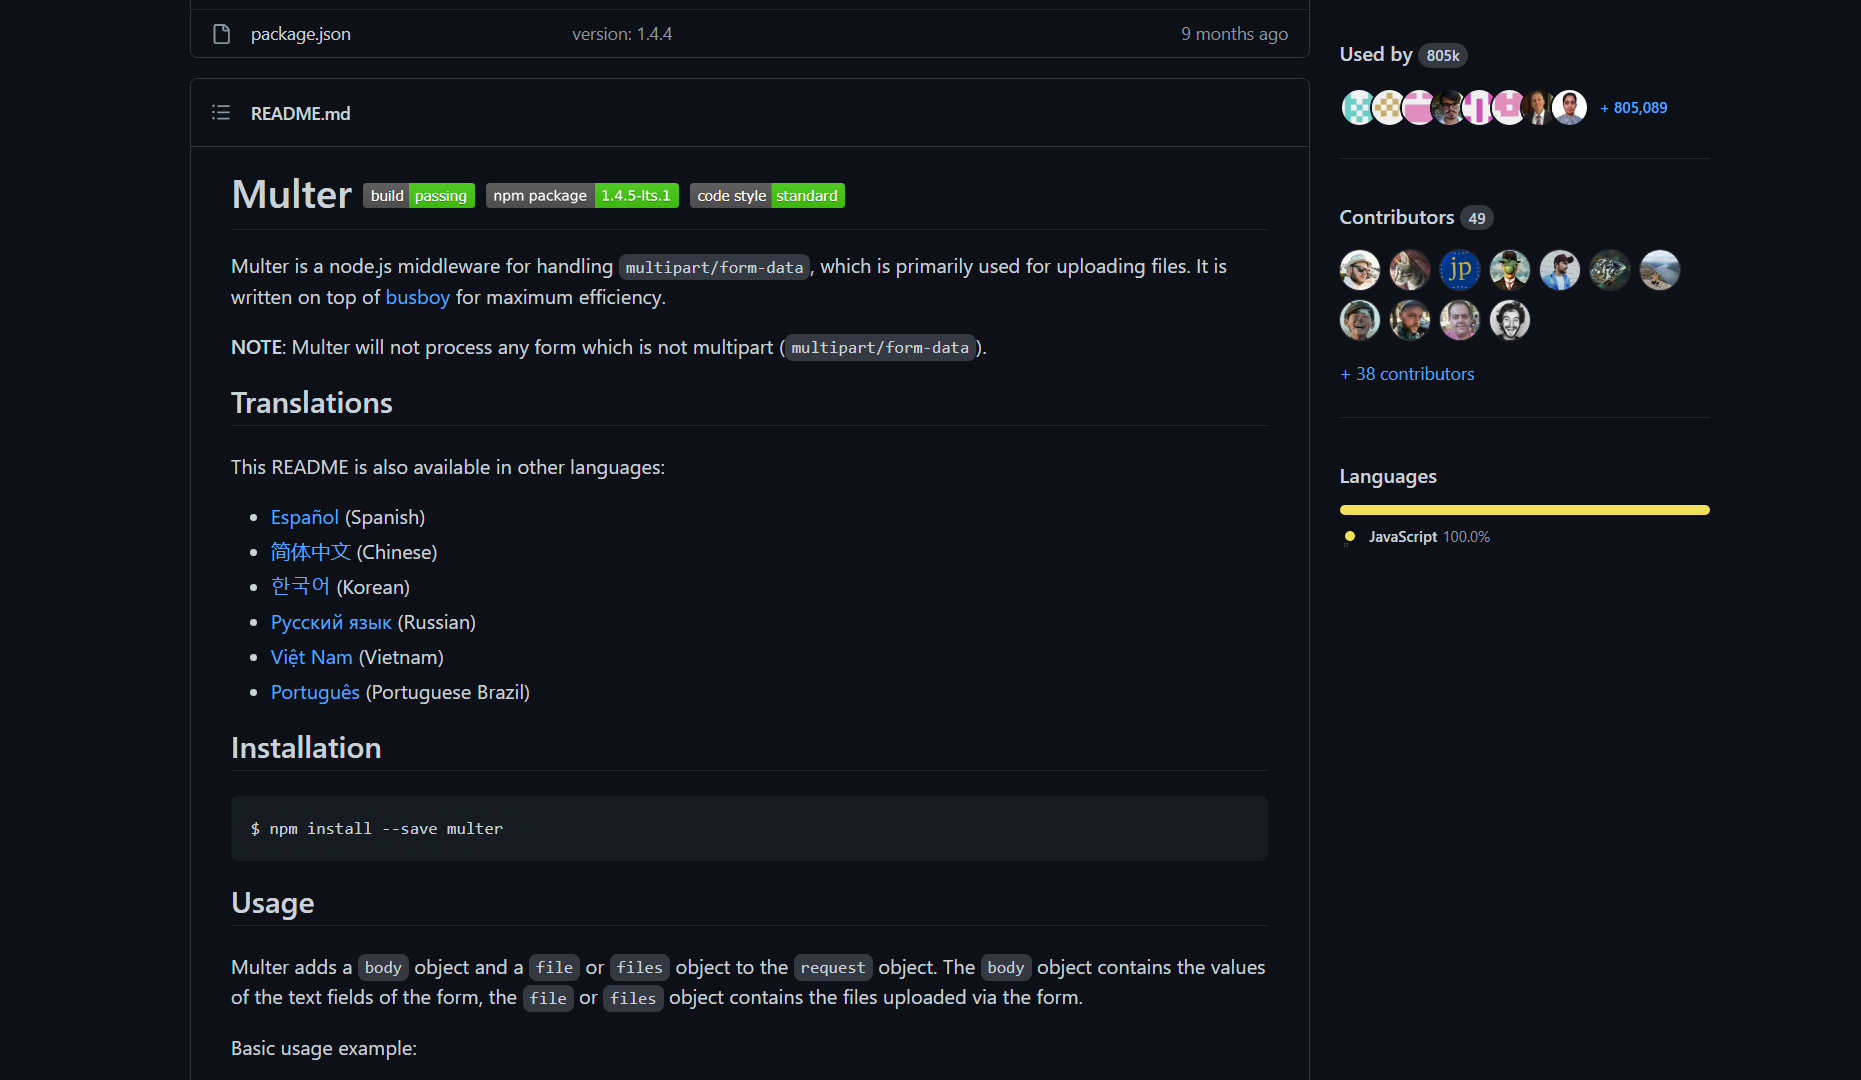 package.json version: 1.4.4 9 months ago
README.md
Multer build passing npm package 1.4.5-lts.1 code style standard
Multer is a node.js middleware for handling multipart/form-data, which is primarily used for uploading files. It is
written on top of busboy for maximum efficiency.
NOTE: Multer will not process any form which is not multipart (multipart/form-data).
Translations
This README is also available in other languages:
Español (Spanish)
简体中文 (Chinese)
한국어 (Korean)
Русский язык (Russian)
Việt Nam (Vietnam)
Português (Portuguese Brazil)
Installation
$ npm install --save multer
Usage
Multer adds a body object and a file or files object to the request object. The body object contains the values
of the text fields of the form, the file or files object contains the files uploaded via the form.
Basic usage example:
Used by 805k
+ 805,089
Contributors 49
jp
+ 38 contributors
Languages
JavaScript 100.0%